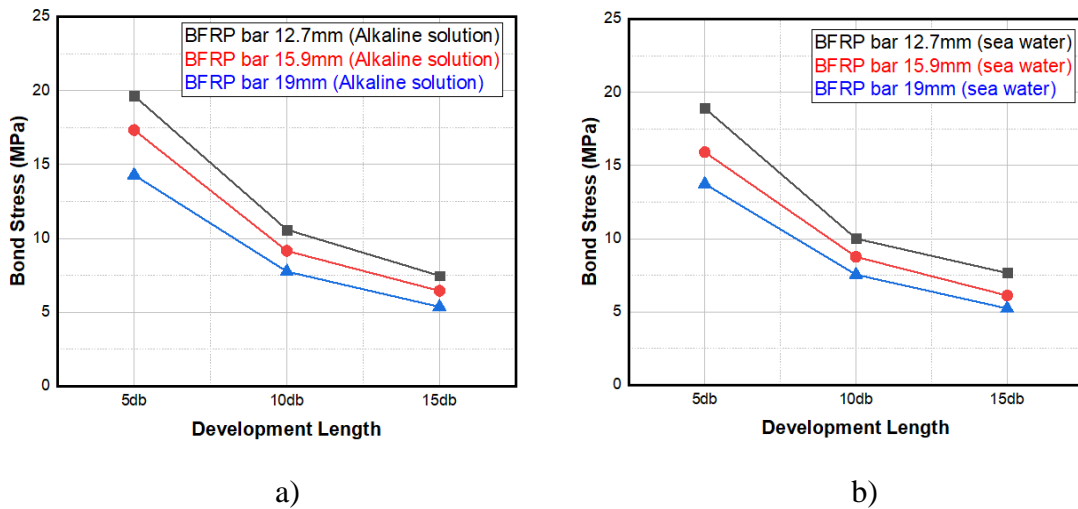 25
20
15
10
5
0
Bond Stress (MPa)
BFRP bar 12.7mm (Alkaline solution)
BFRP bar 15.9mm (Alkaline solution)
BFRP bar 19mm (Alkaline solution)
5db
10db
15db
Development Length
a)
25
20
15
10
5
0
Bond Stress (MPa)
BFRP bar 12.7mm (sea water)
BFRP bar 15.9mm (sea water)
BFRP bar 19mm (sea water)
5db
10db
15db
Development Length
b)